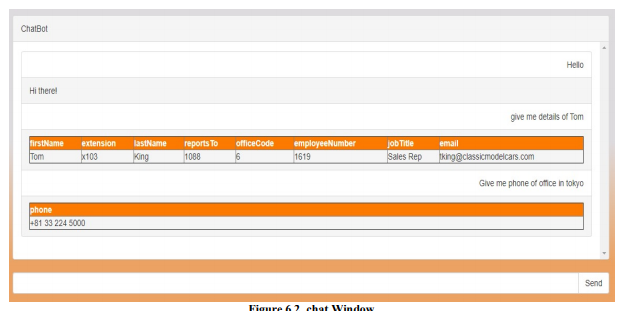 ChatBot
Hello
Hi there!
give me details of Tom
firstName extension lastName reportsTo officeCode employeeNumber jobTitle email
Tom x103 King 1088 6 1619 Sales Rep tking@classicmodelcars.com
Give me phone of office in tokyo
phone
+81 33 224 5000
Send
Figure 6.2. chat Window